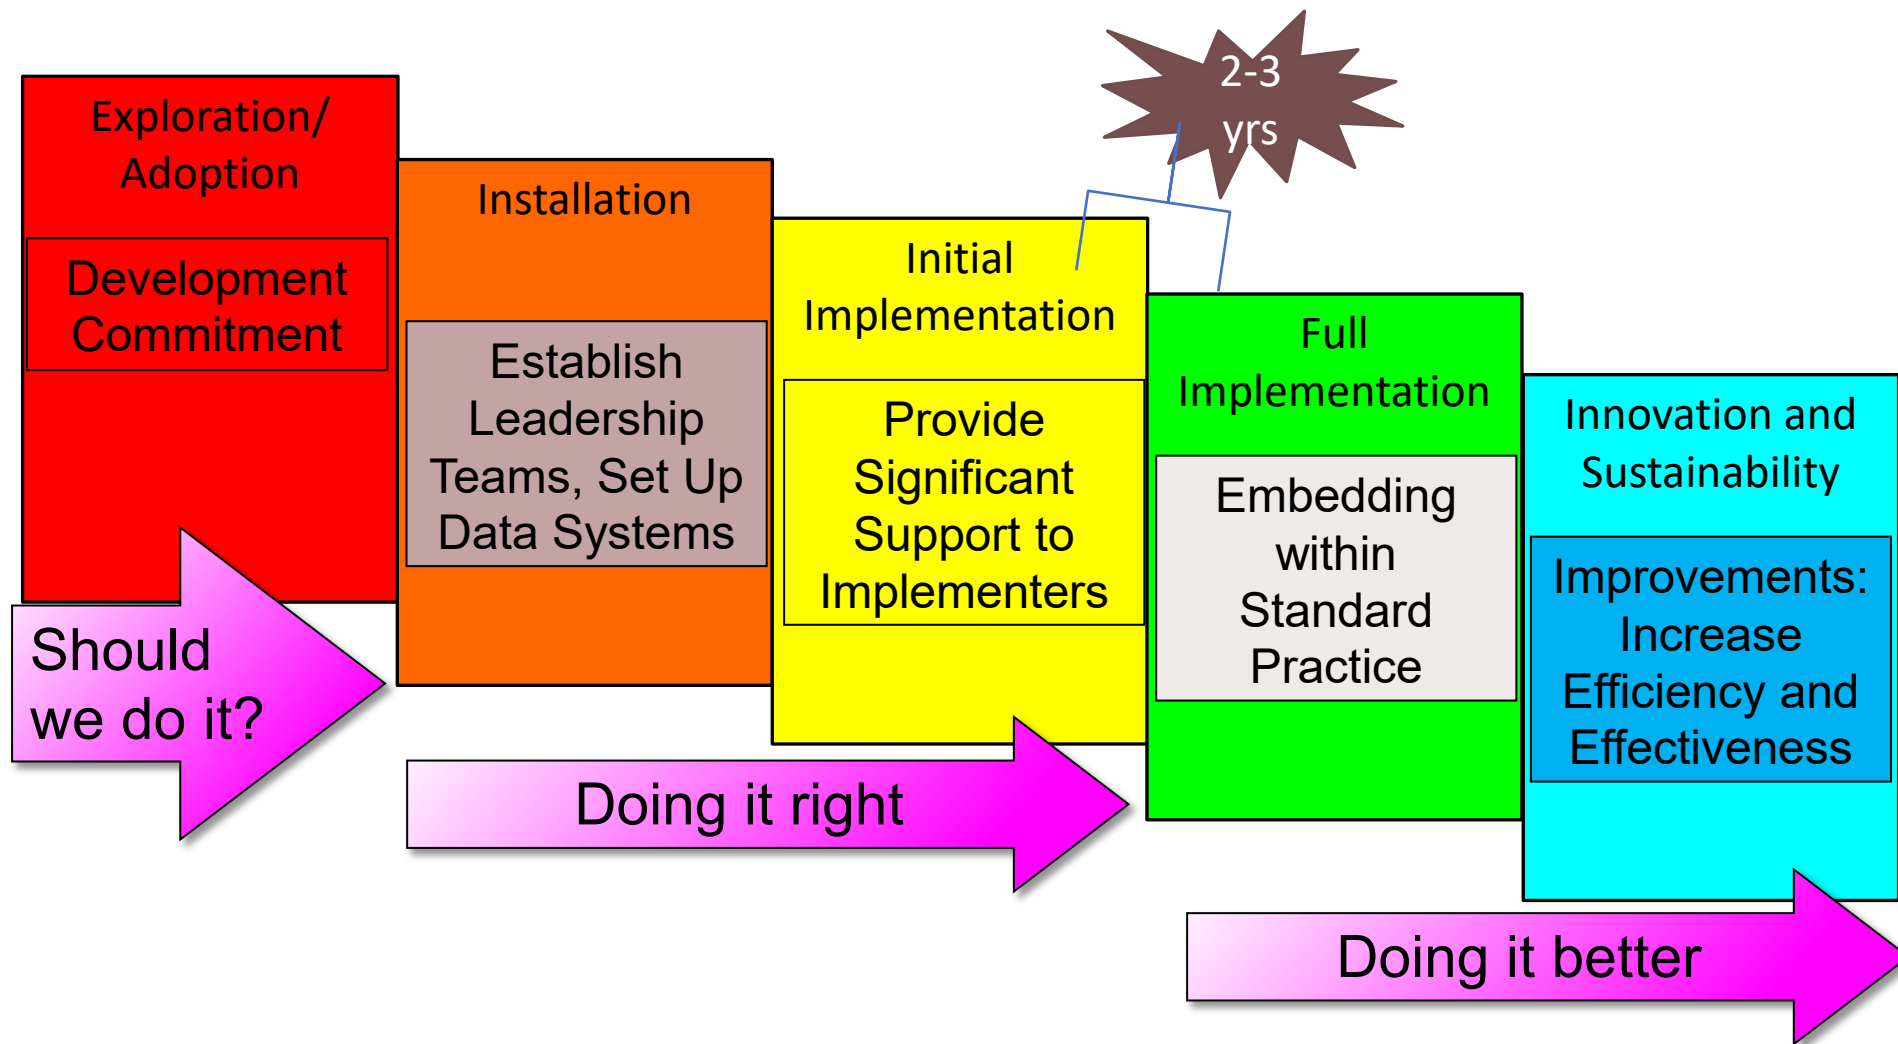 2-3
yrs
Exploration/
Adoption
Development
Commitment
Installation
Establish
Leadership
Teams, Set Up
Data Systems
Initial
Implementation
Provide
Significant
Support to
Implementers
Full
Implementation
Embedding
within
Standard
Practice
Innovation and
Sustainability
Improvements:
Increase
Efficiency and
Effectiveness
Should
we do it?
Doing it right
Doing it better